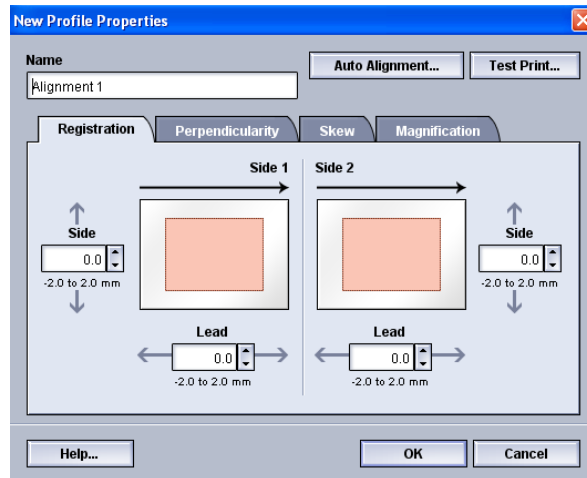 New Profile Properties
Name
Auto Alignment...
Test Print...
Alignment 1
Registration
Perpendicularity
Skew
Magnification
Side 1
Side 2
Side
0.0
-2.0 to 2.0 mm
Side
0.0
-2.0 to 2.0 mm
Lead
0.0
-2.0 to 2.0 mm
Lead
0.0
-2.0 to 2.0 mm
Help...
OK
Cancel